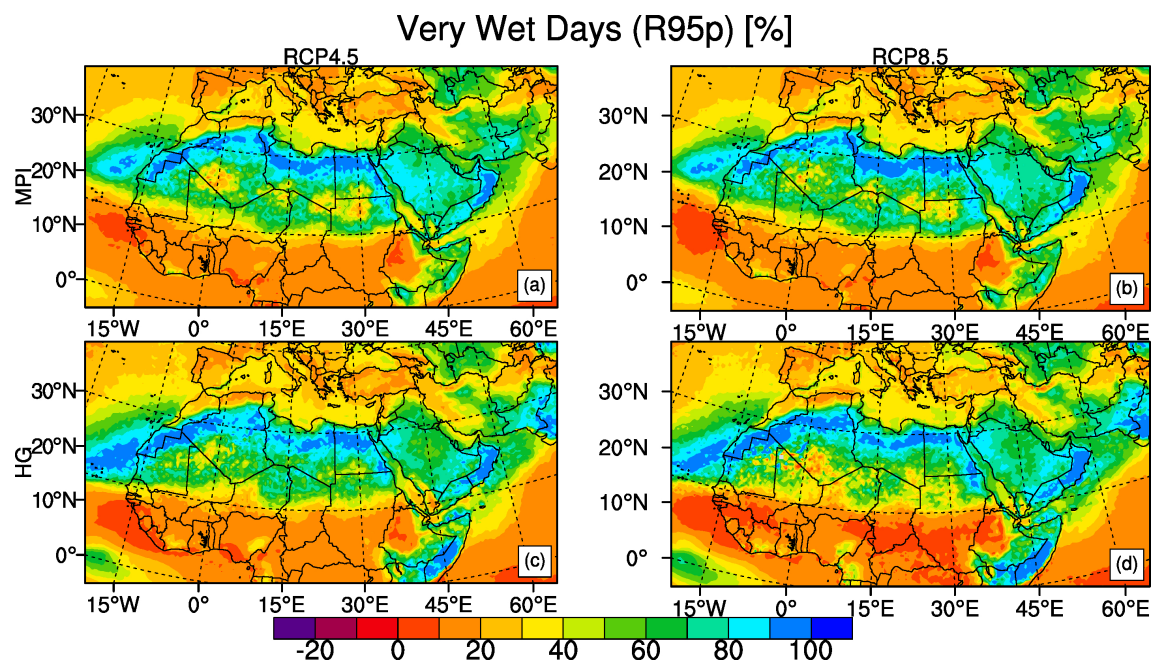 Very Wet Days (R95p) [%]
RCP4.5 RCP8.5
MPI
30°N 30°N
20°N 20°N
10°N 10°N
0° 0°
(a) (b)
15°W 0° 15°E 30°E 45°E 60°E 15°W 0° 15°E 30°E 45°E 60°E
HG
30°N 30°N
20°N 20°N
10°N 10°N
0° 0°
(c) (d)
15°W 0° 15°E 30°E 45°E 60°E 15°W 0° 15°E 30°E 45°E 60°E
-20 0 20 40 60 80 100